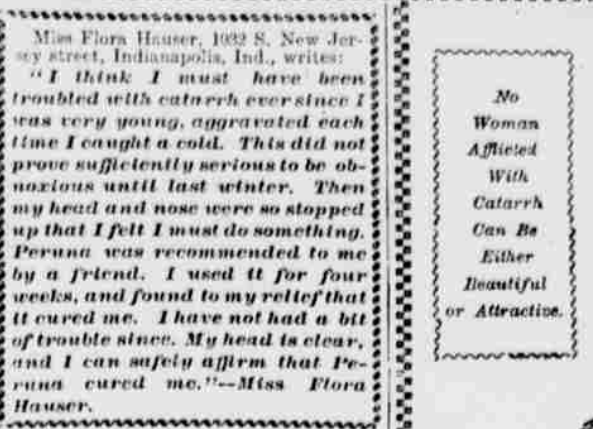 Miss Flora Hauser, 1032 S. New Jer-
sey street, Indianapolis, Ind., writes:
"I think I must have been
troubled with catarrh ever since I
was very young, aggravated each
time I caught a cold. This did not
prove sufficiently serious to be ob-
noxious until last winter. Then
my head and nose were so stopped
up that I felt I must do something.
Peruna was recommended to me
by a friend. I used it for four
weeks, and found to my relief that
it cured me. I have not had a bit
of trouble since. My head is clear,
and I can safely affirm that Pe-
runa cured me."--Miss Flora
Hauser.
No
Woman
Afflicted
With
Catarrh
Can Be
Either
Beautiful
or Attractive.